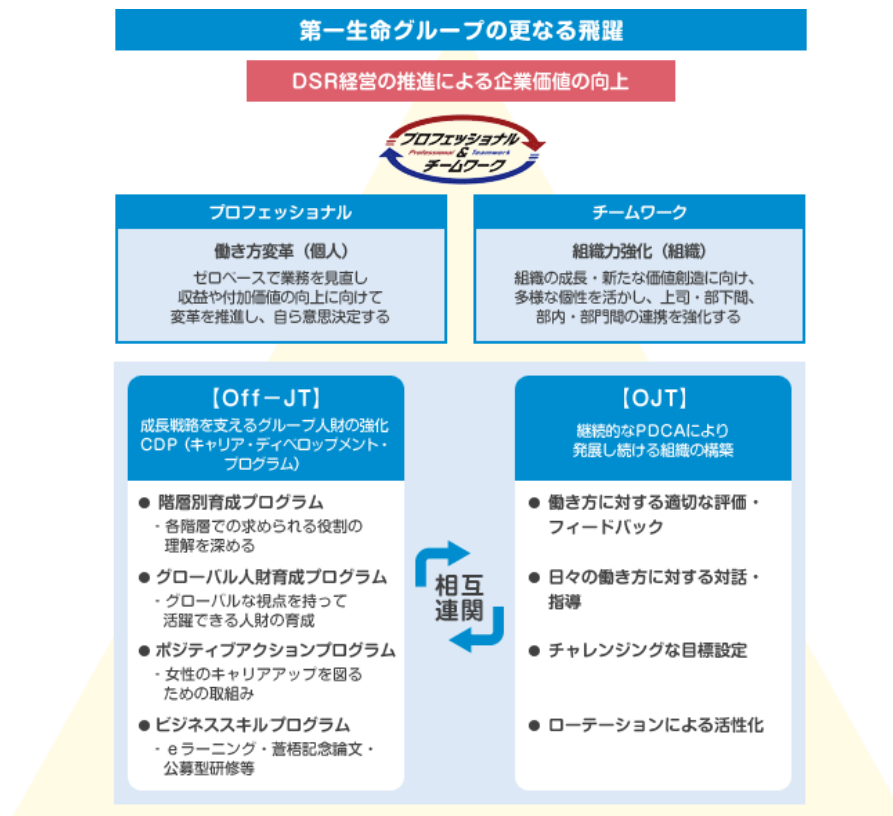 第一生命グループの更なる飛躍
DSR経営の推進による企業価値の向上
プロフェッショナル
Professional & Teamwork
チームワーク
プロフェッショナル
働き方変革（個人）
ゼロベースで業務を見直し
収益や付加価値の向上に向けて
変革を推進し、自ら意思決定する
チームワーク
組織力強化（組織）
組織の成長・新たな価値創造に向け、
多様な個性を活かし、上司・部下間、
部内・部門間の連携を強化する
【Off－JT】
成長戦略を支えるグループ人財の強化
CDP（キャリア・ディベロップメント・
プログラム）
● 階層別育成プログラム
- 各階層での求められる役割の
理解を深める
● グローバル人財育成プログラム
- グローバルな視点を持って
活躍できる人財の育成
● ポジティブアクションプログラム
- 女性のキャリアアップを図る
ための取組み
● ビジネススキルプログラム
- eラーニング・蒼梧記念論文・
公募型研修等
相互
連関
【OJT】
継続的なPDCAにより
発展し続ける組織の構築
● 働き方に対する適切な評価・
フィードバック
● 日々の働き方に対する対話・
指導
● チャレンジングな目標設定
● ローテーションによる活性化